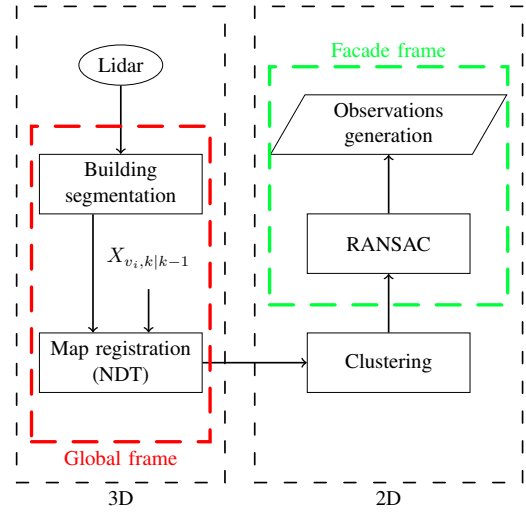 Lidar
Building
segmentation
X_{v_i,k|k−1}
Map registration
(NDT)
Global frame
3D
Facade frame
Observations
generation
RANSAC
Clustering
2D